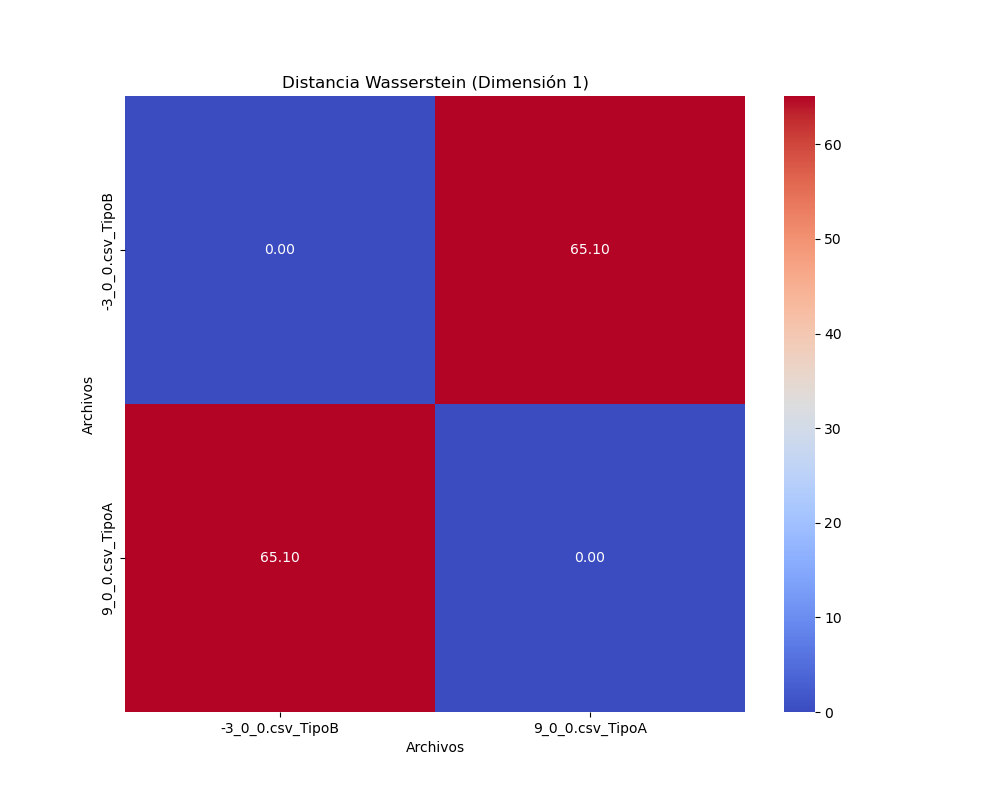 Distancia Wasserstein (Dimensión 1)
-3_0_0.csv_TipoB
9_0_0.csv_TipoA
Archivos
0.00
65.10
65.10
0.00
-3_0_0.csv_TipoB
9_0_0.csv_TipoA
Archivos
60
50
40
30
20
10
0